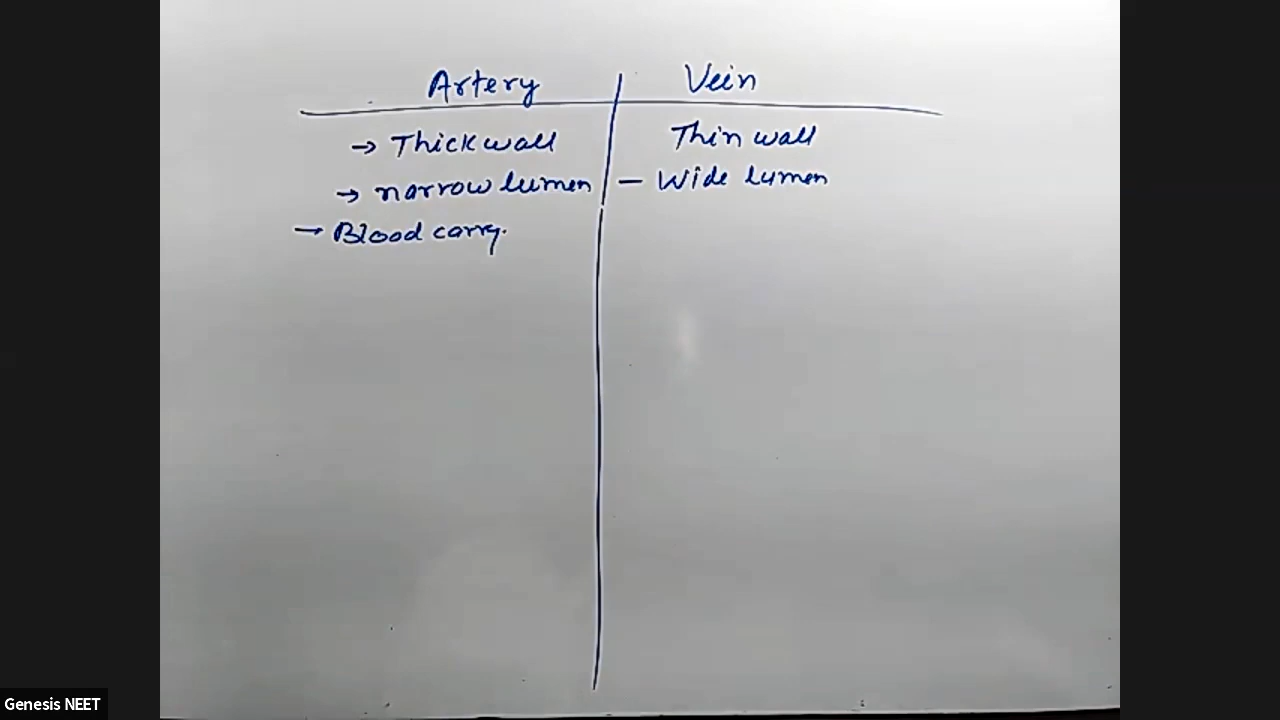 Artery Vein
→ Thick wall Thin wall
→ narrow lumen - Wide lumen
→ Blood carry.
Genesis NEET